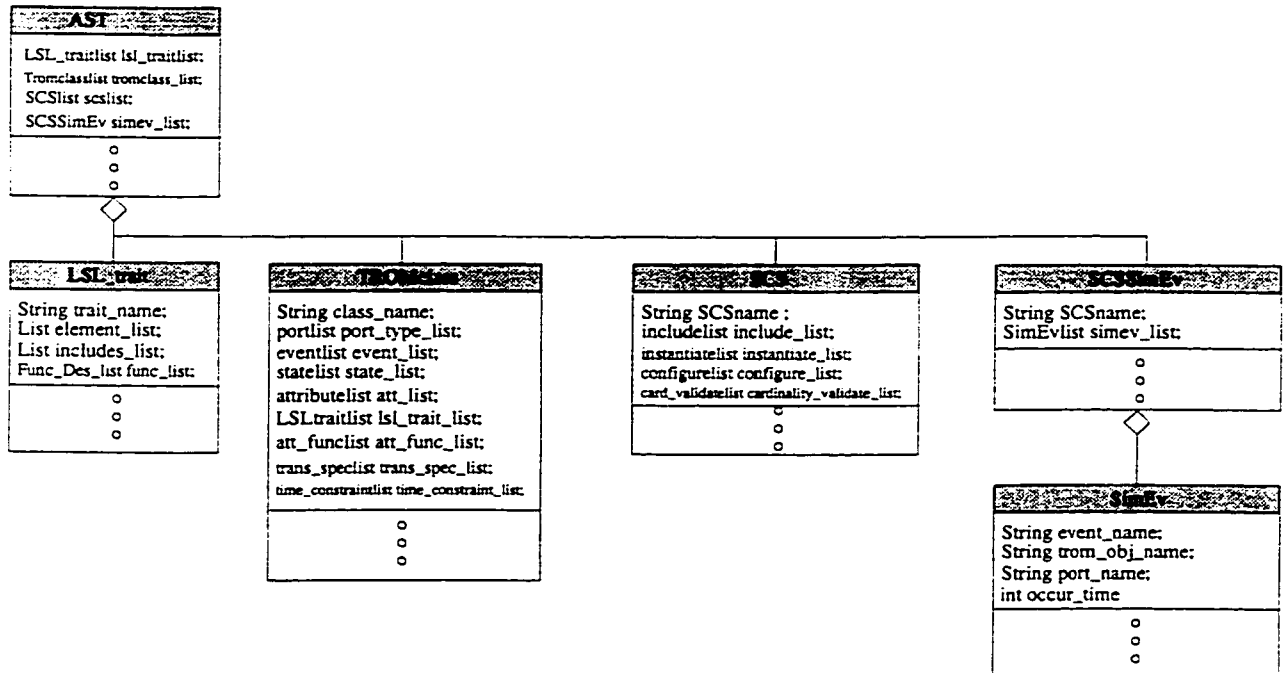 AST
LSL_traitlist lsl_traitlist;
Tromclasslist tromclass_list;
SCSlist scslist;
SCSSimEv simev_list;
LSL_trait
String trait_name;
List element_list;
List includes_list;
Func_Des_list func_list;
TROMclass
String class_name;
portlist port_type_list;
eventlist event_list;
statelist state_list;
attributelist att_list;
LSLtraitlist lsl_trait_list;
att_funclist att_func_list;
trans_speclist trans_spec_list;
time_constraintlist time_constraint_list;
SCS
String SCSname ;
includelist include_list;
instantiatelist instantiate_list;
configurelist configure_list;
card_validatelist cardinality_validate_list;
SCSSimEv
String SCSname;
SimEvlist simev_list;
SimEv
String event_name;
String trom_obj_name;
String port_name;
int occur_time